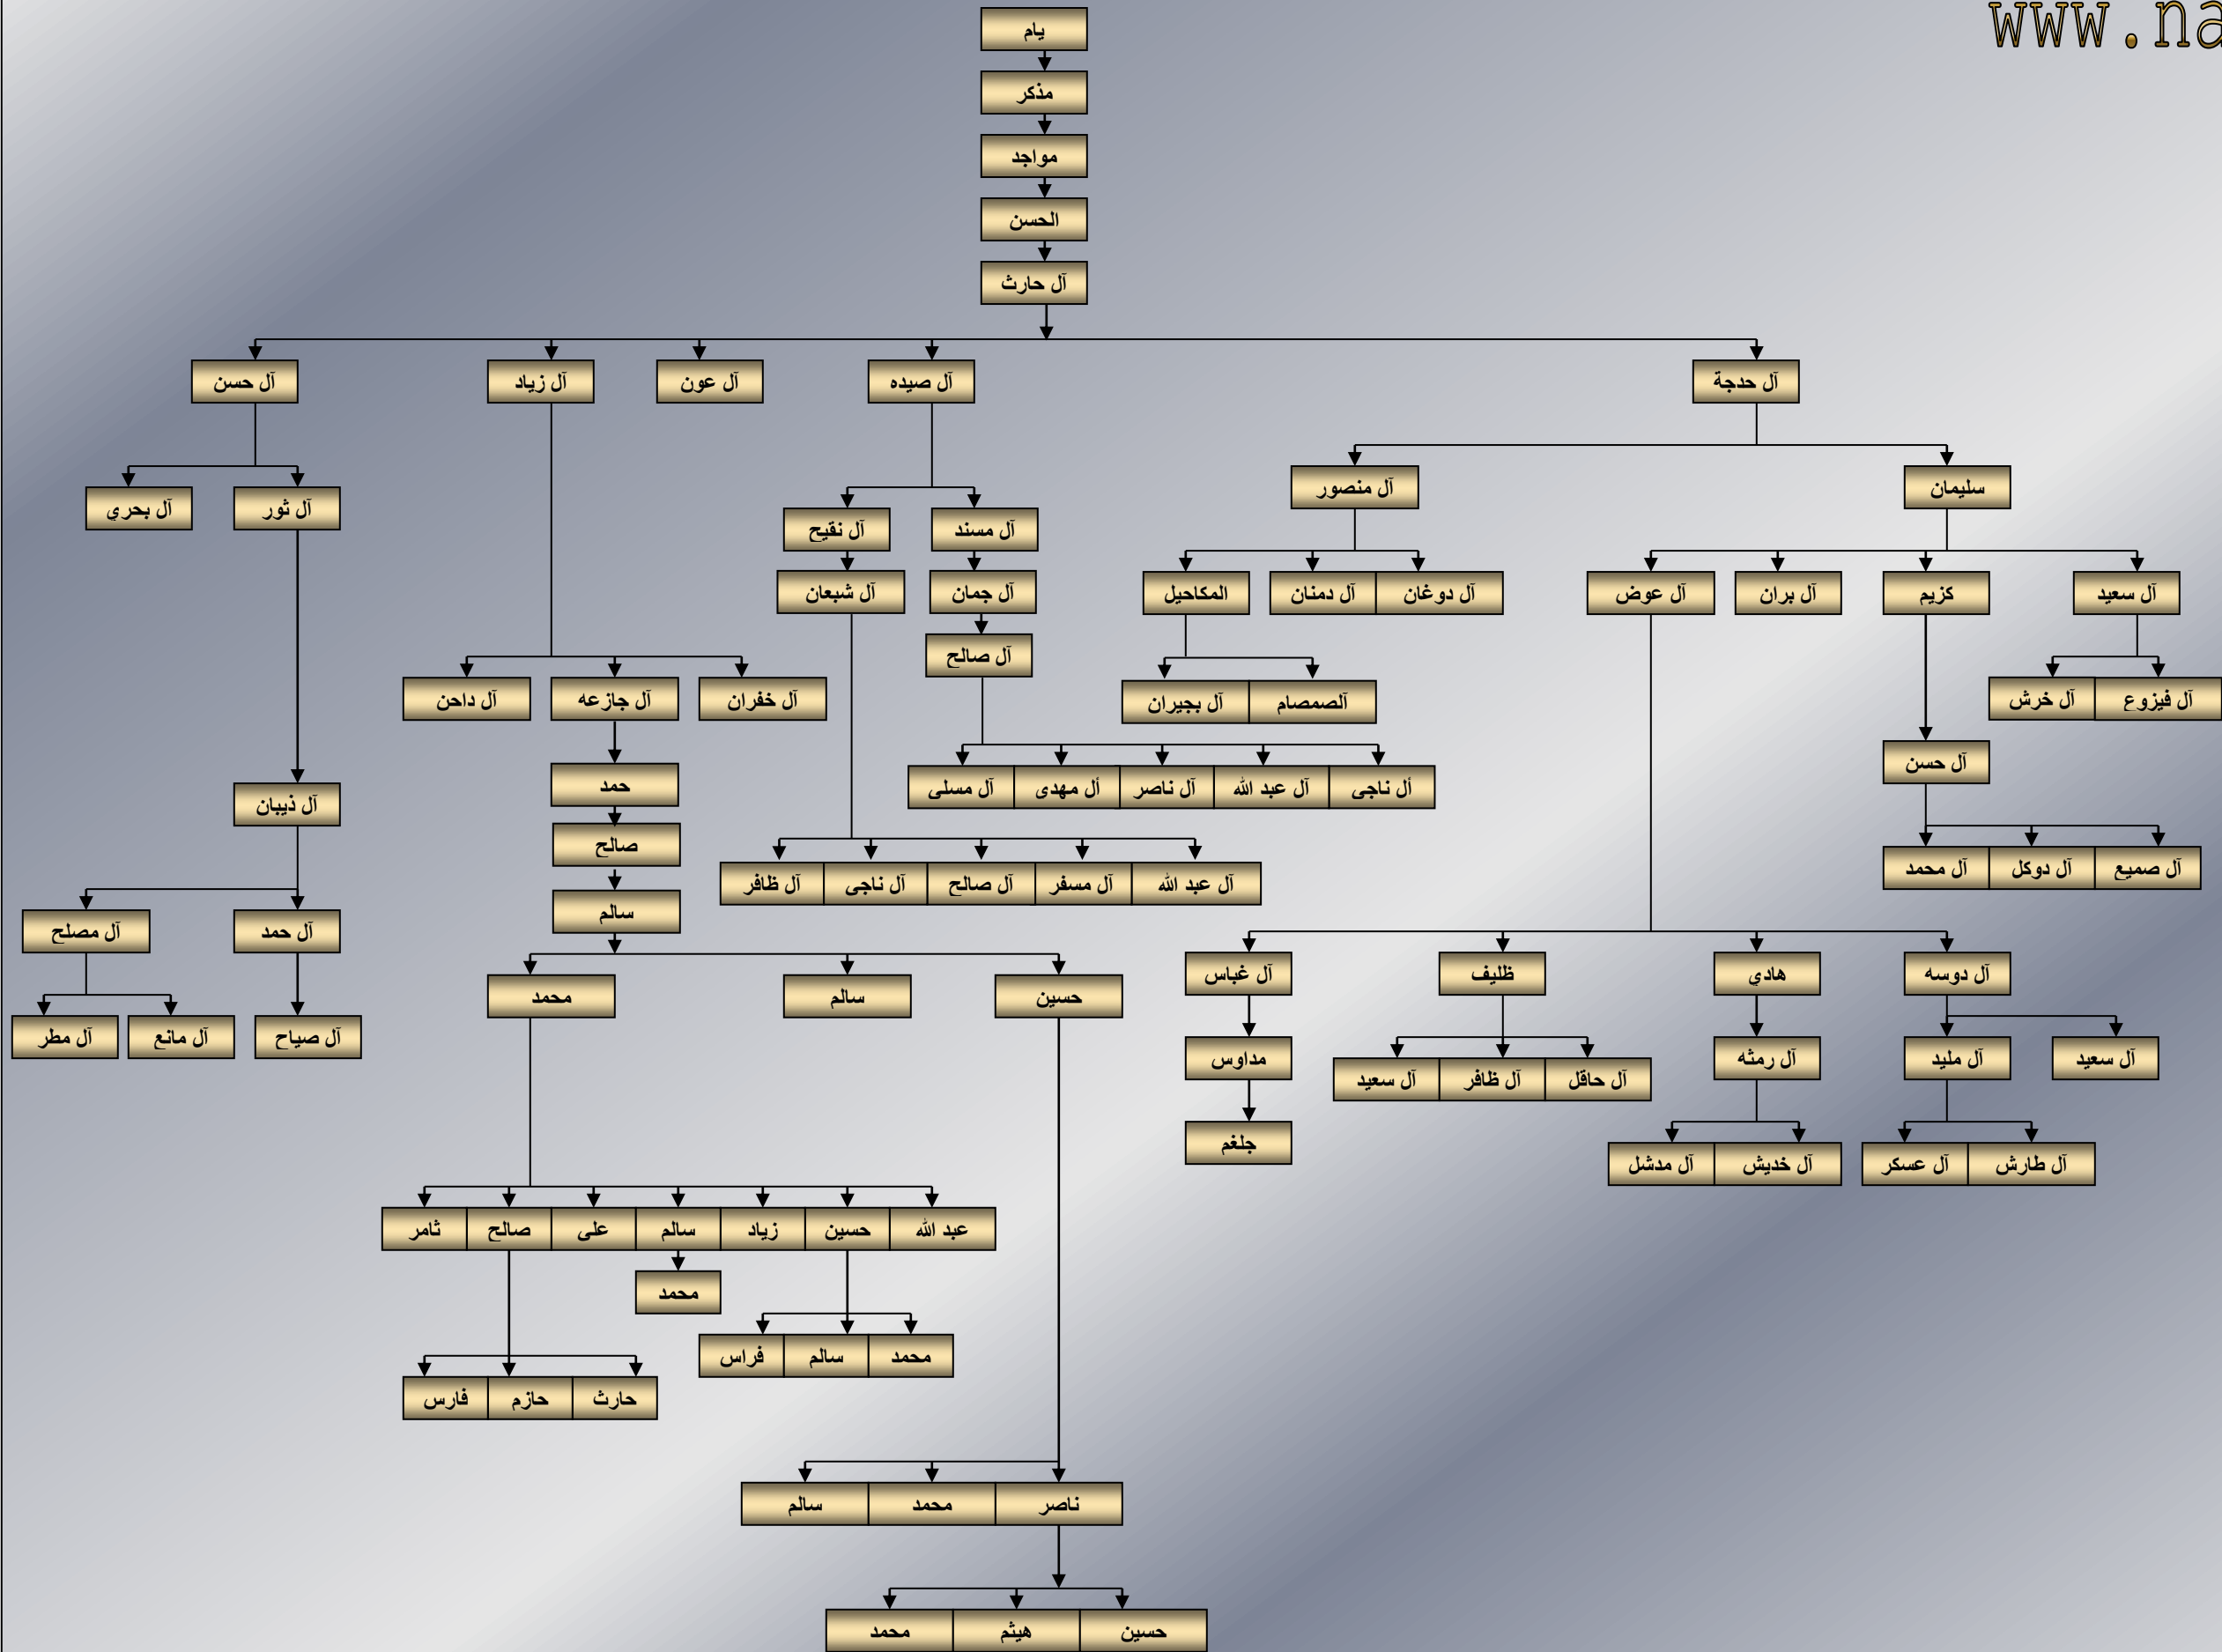 www.na
يام
مذكر
مواجد
الحسن
آل حارث
آل حدجة
آل صيده
آل عون
آل زياد
آل حسن
سليمان
آل منصور
آل ثور
آل بحري
آل مسند
آل نقيح
آل سعيد
كزيم
آل بران
آل عوض
آل دوغان
آل دمنان
المكاحيل
آل جمان
آل شبعان
آل صالح
آل فيزوع
آل خرش
آلصمصام
آل بجيران
آل خفران
آل جازعه
آل داحن
آل حسن
أل ناجى
آل عبد الله
آل ناصر
أل مهدى
آل مسلى
حمد
آل ذيبان
صالح
آل صميع
آل دوكل
آل محمد
آل عبد الله
آل مسفر
آل صالح
آل ناجى
آل ظافر
سالم
آل حمد
آل مصلح
آل دوسه
هادي
ظليف
آل غباس
حسين
سالم
محمد
آل صياح
آل مانع
آل مطر
آل سعيد
آل مليد
آل رمثه
مداوس
آل حاقل
آل ظافر
آل سعيد
جلغم
آل طارش
آل عسكر
آل خديش
آل مدشل
عبد الله
حسين
زياد
سالم
على
صالح
ثامر
محمد
محمد
سالم
فراس
حارث
حازم
فارس
ناصر
محمد
سالم
حسين
هيثم
محمد